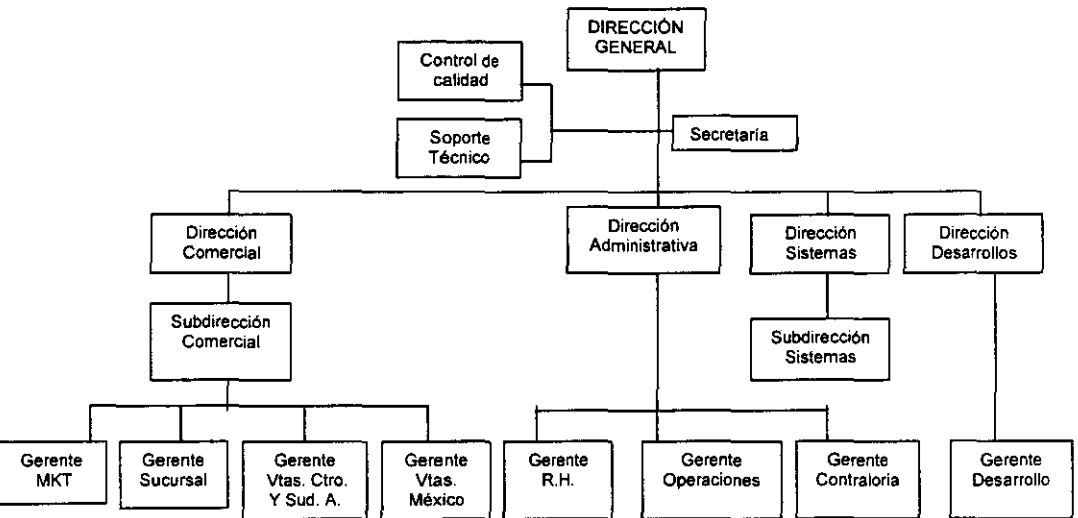 DIRECCIÓN
GENERAL
Control de
calidad
Soporte
Técnico
Secretaría
Dirección
Comercial
Dirección
Administrativa
Dirección
Sistemas
Dirección
Desarrollos
Subdirección
Comercial
Subdirección
Sistemas
Gerente
MKT
Gerente
Sucursal
Gerente
Vtas. Ctro.
Y Sud. A.
Gerente
Vtas.
México
Gerente
R.H.
Gerente
Operaciones
Gerente
Contraloria
Gerente
Desarrollo